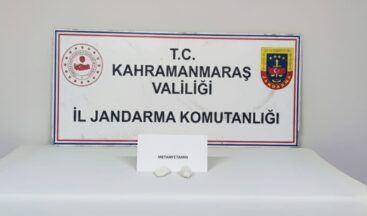 T.C.
KAHRAMANMARAŞ
VALİLİĞİ
İL JANDARMA KOMUTANLIĞI
METAMFETAMİN